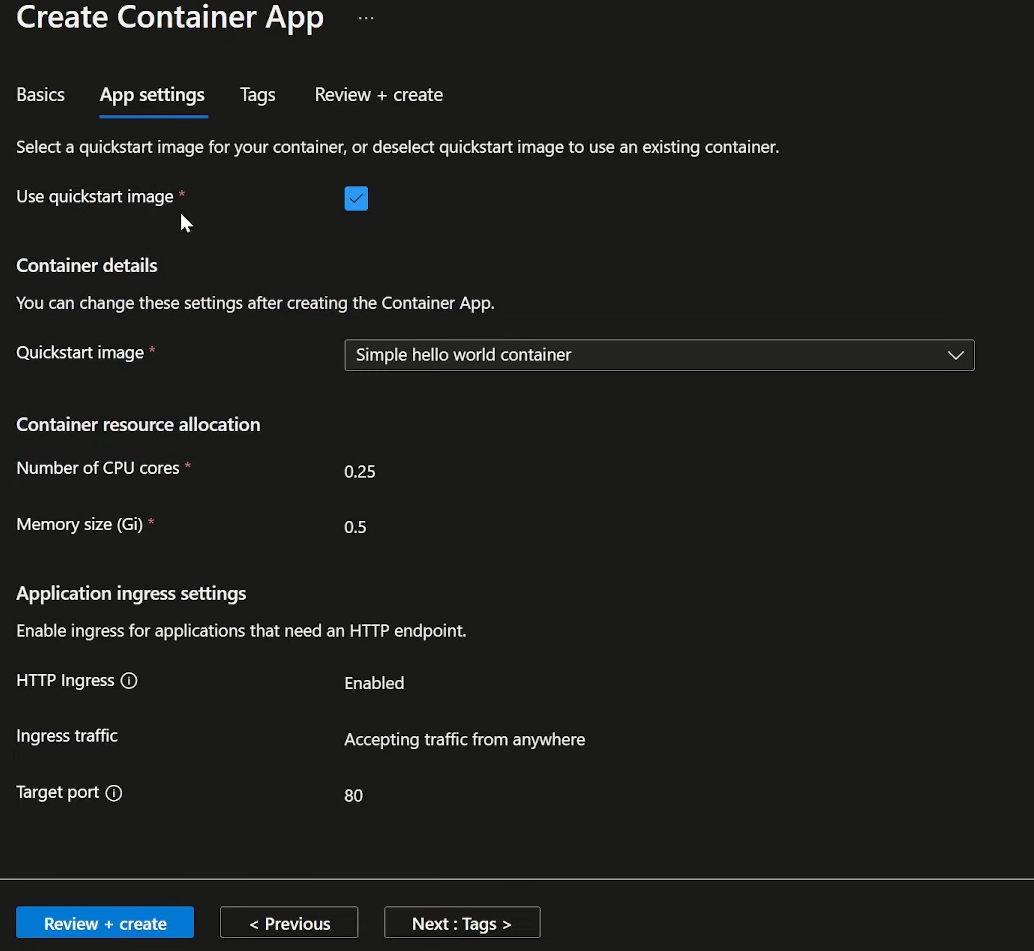 Create Container App ...
Basics App settings Tags Review + create
Select a quickstart image for your container, or deselect quickstart image to use an existing container.
Use quickstart image *
Container details
You can change these settings after creating the Container App.
Quickstart image * Simple hello world container
Container resource allocation
Number of CPU cores * 0.25
Memory size (Gi) * 0.5
Application ingress settings
Enable ingress for applications that need an HTTP endpoint.
HTTP Ingress Enabled
Ingress traffic Accepting traffic from anywhere
Target port 80
Review + create < Previous Next : Tags >